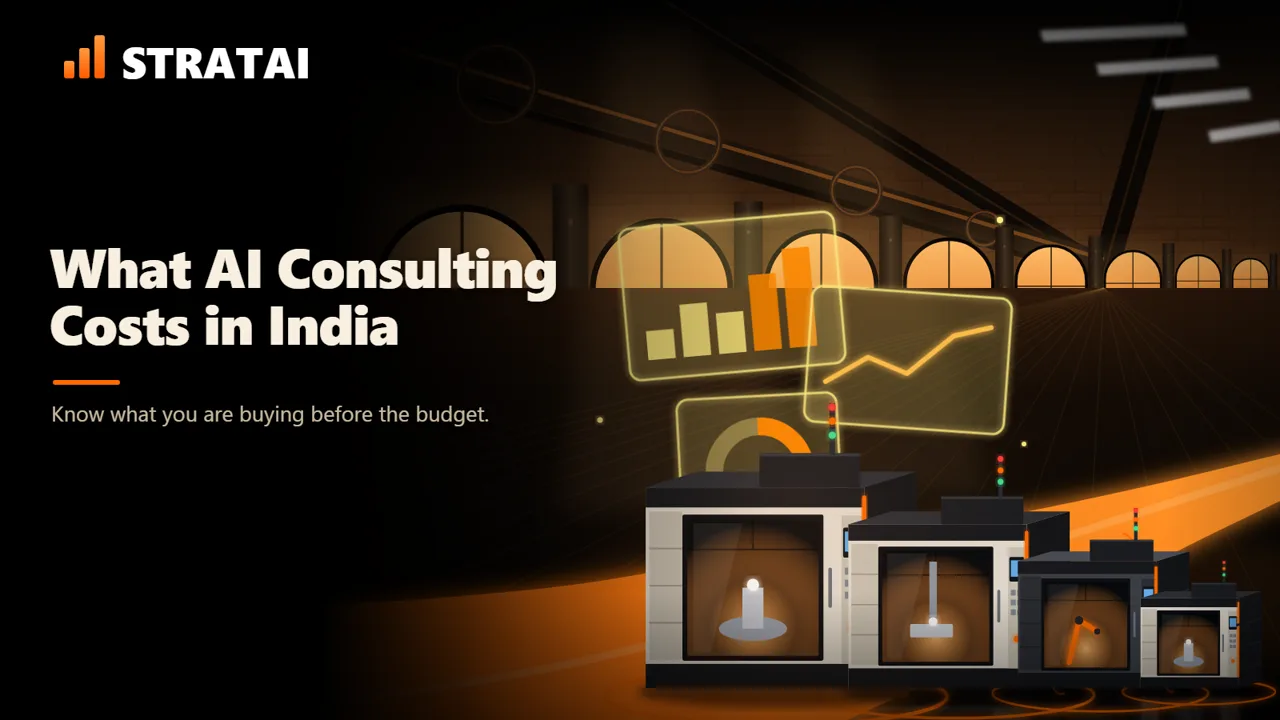 STRATAI
What AI Consulting
Costs in India
Know what you are buying before the budget.